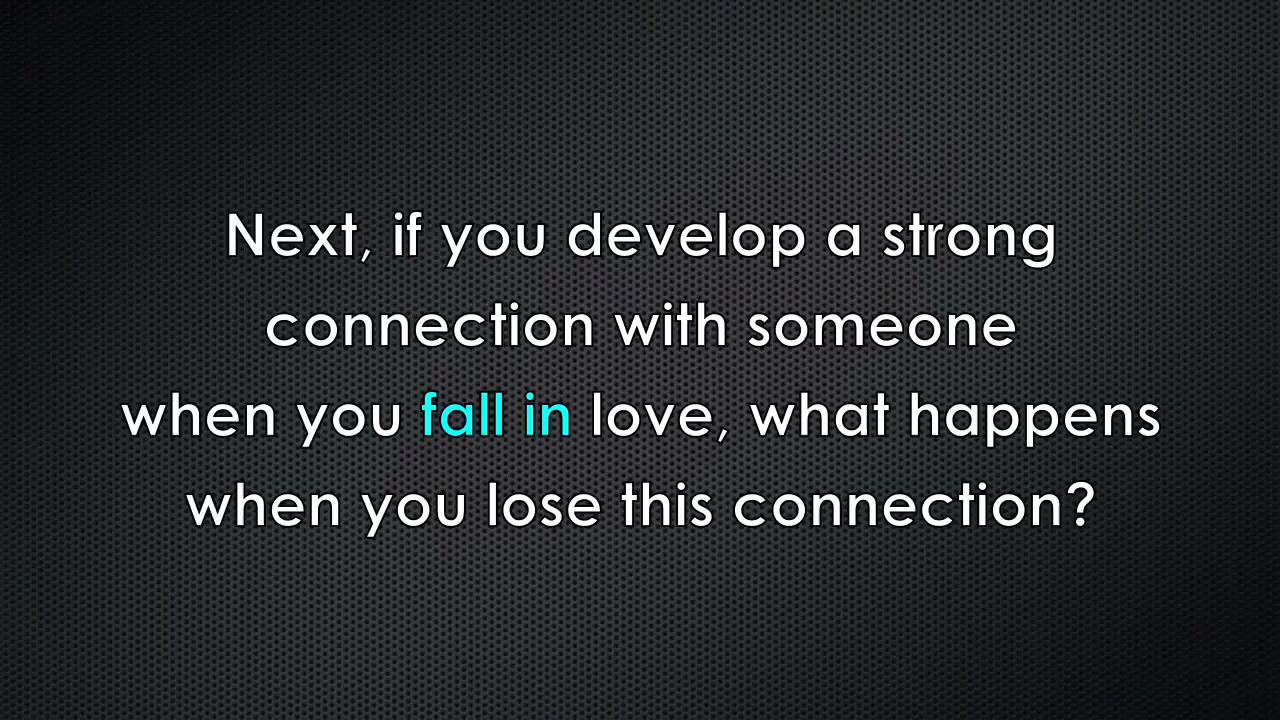 Next, if you develop a strong
connection with someone
when you fall in love, what happens
when you lose this connection?